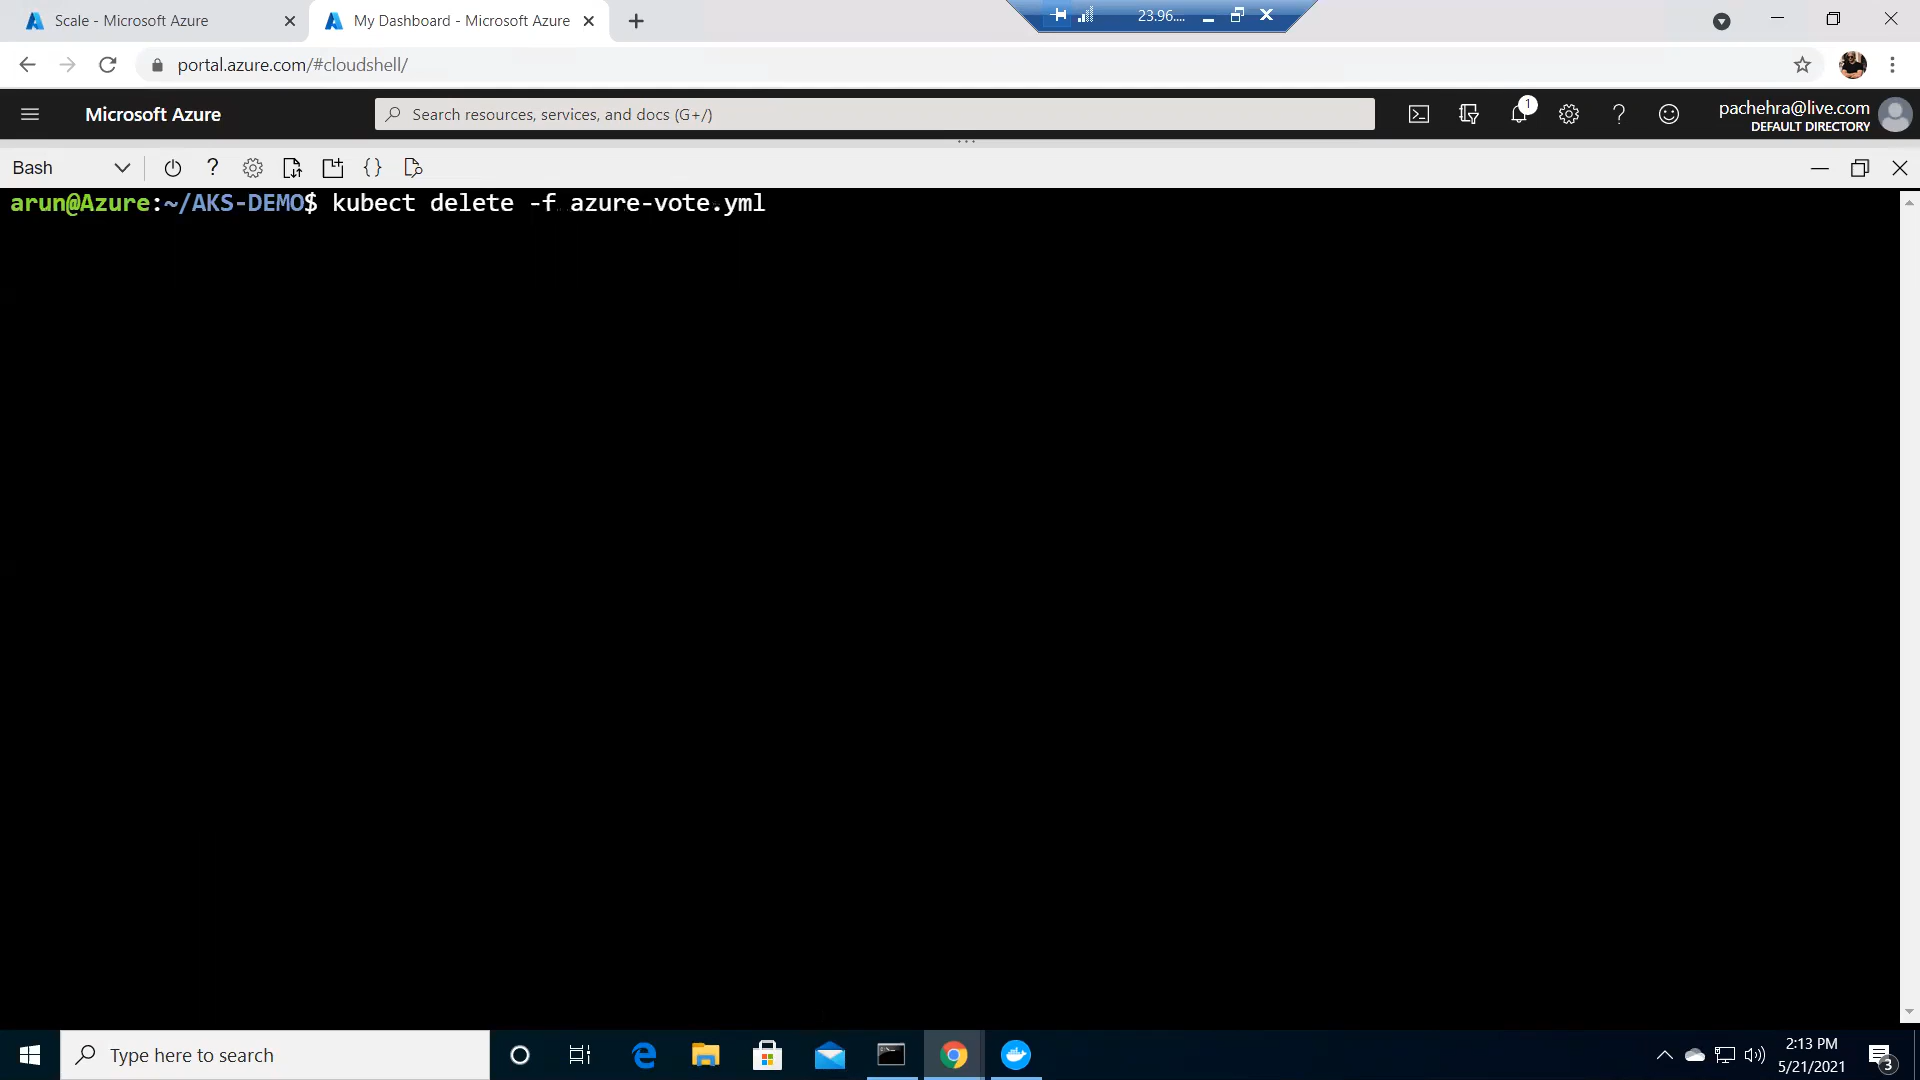 Scale - Microsoft Azure
My Dashboard - Microsoft Azure
23.96....
portal.azure.com/#cloudshell/
Microsoft Azure
Search resources, services, and docs (G+/)
1
pachehra@live.com
DEFAULT DIRECTORY
Bash
arun@Azure:~/AKS-DEMO$ kubect delete -f azure-vote.yml
Type here to search
2:13 PM
5/21/2021
3